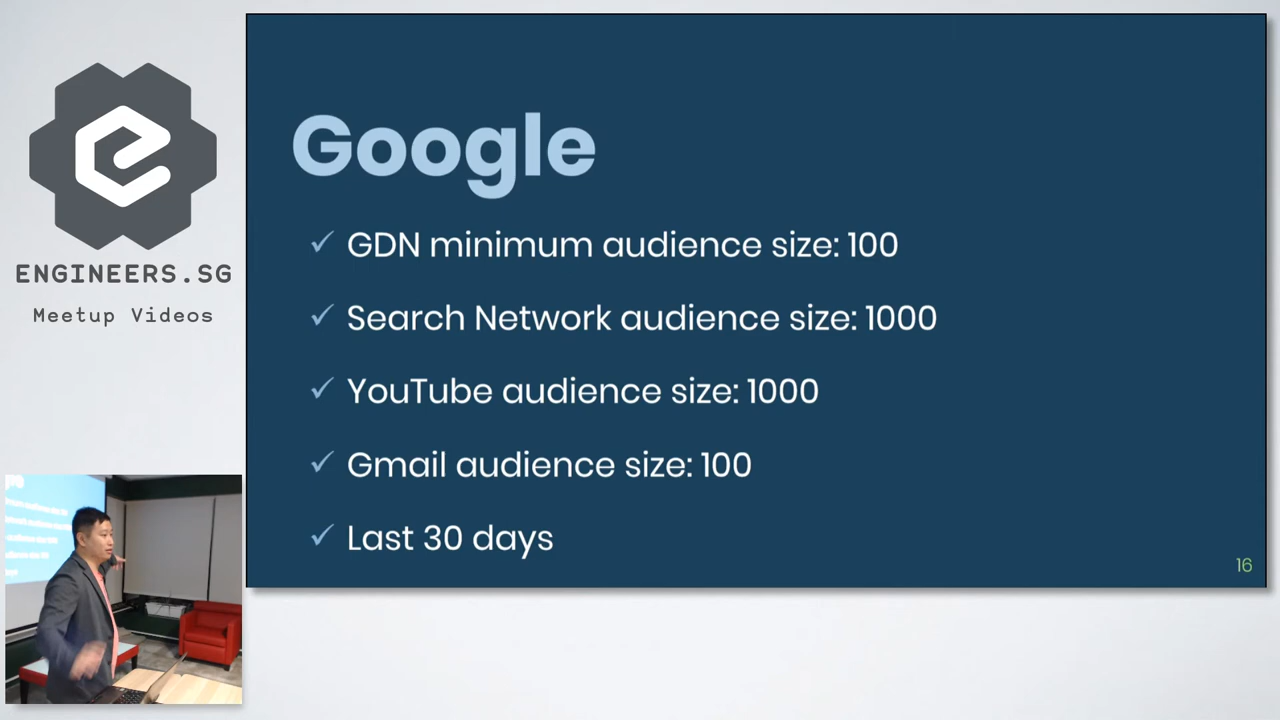 ENGINEERS.SG
Meetup Videos
Google
GDN minimum audience size: 100
Search Network audience size: 1000
YouTube audience size: 1000
Gmail audience size: 100
Last 30 days
16